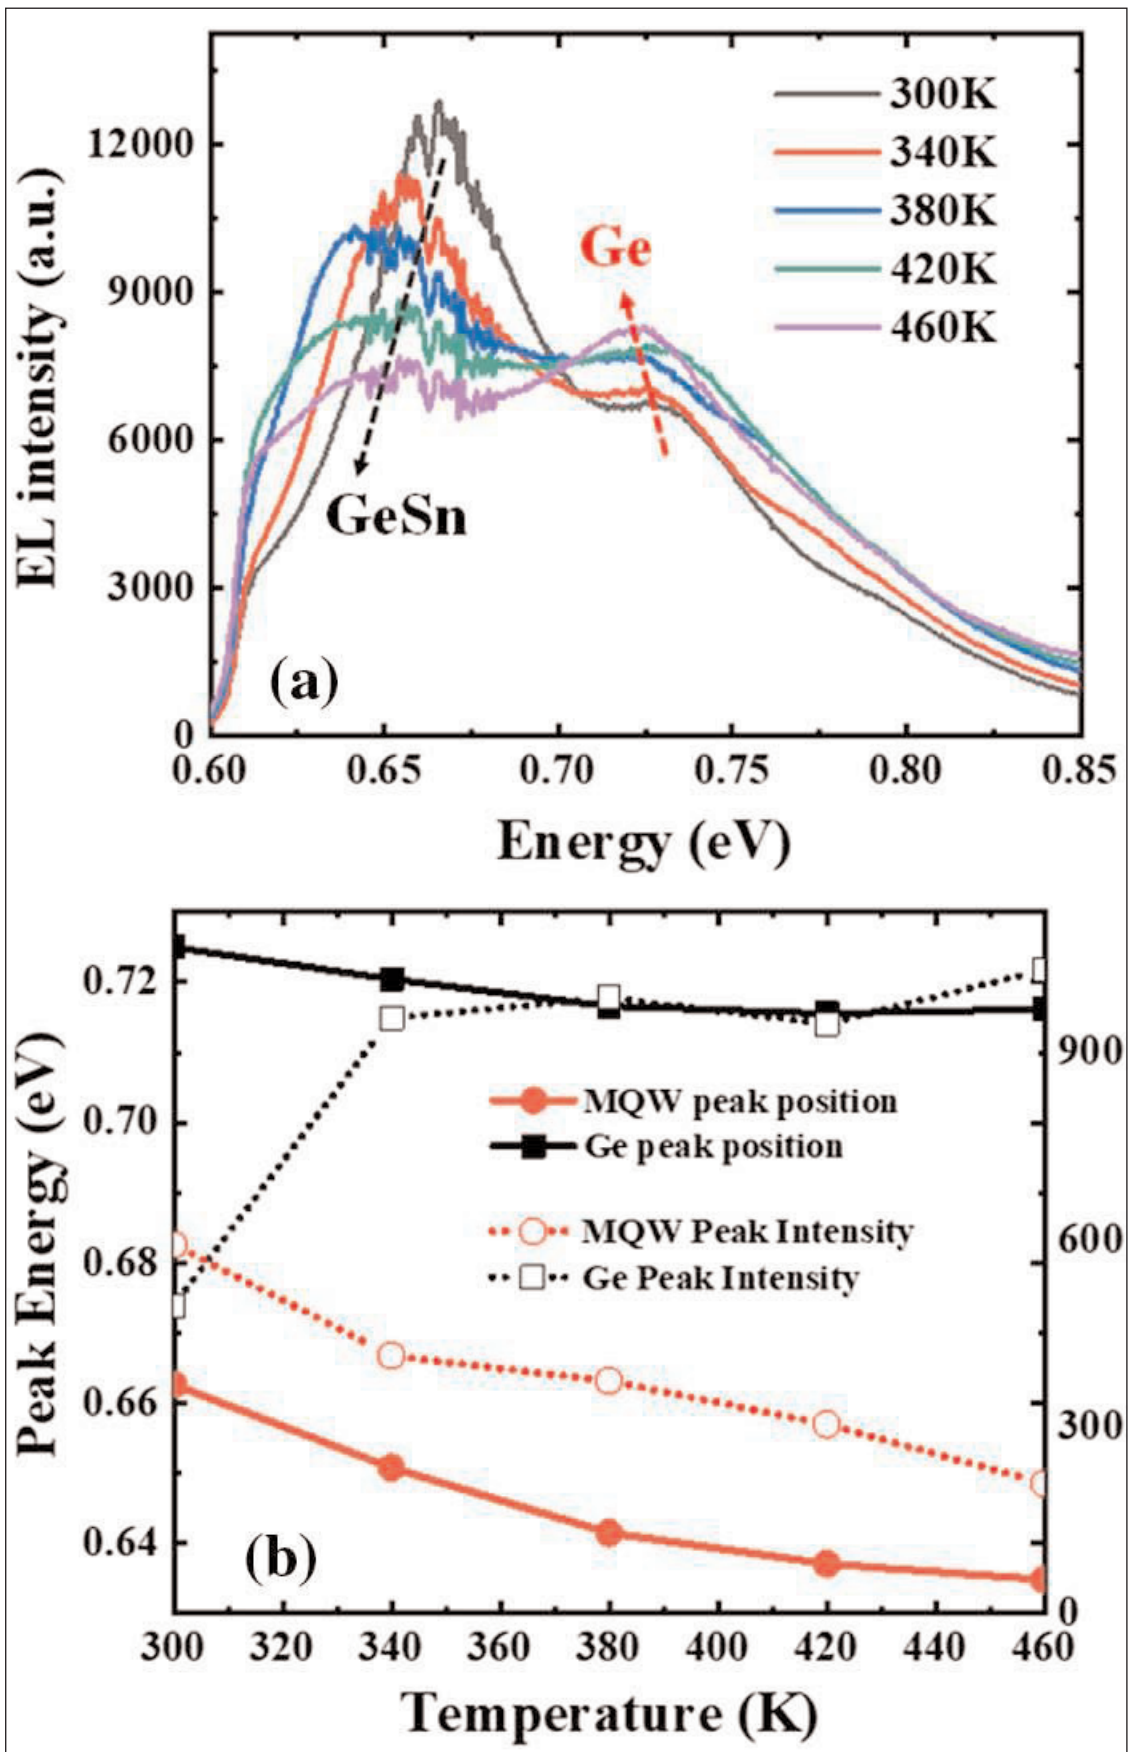 EL intensity (a.u.)
12000
9000
6000
3000
0
300K
340K
380K
420K
460K
Ge
GeSn
(a)
0.60 0.65 0.70 0.75 0.80 0.85
Energy (eV)
Peak Energy (eV)
0.72
0.70
0.68
0.66
0.64
MQW peak position
Ge peak position
MQW Peak Intensity
Ge Peak Intensity
900
600
300
0
(b)
300 320 340 360 380 400 420 440 460
Temperature (K)